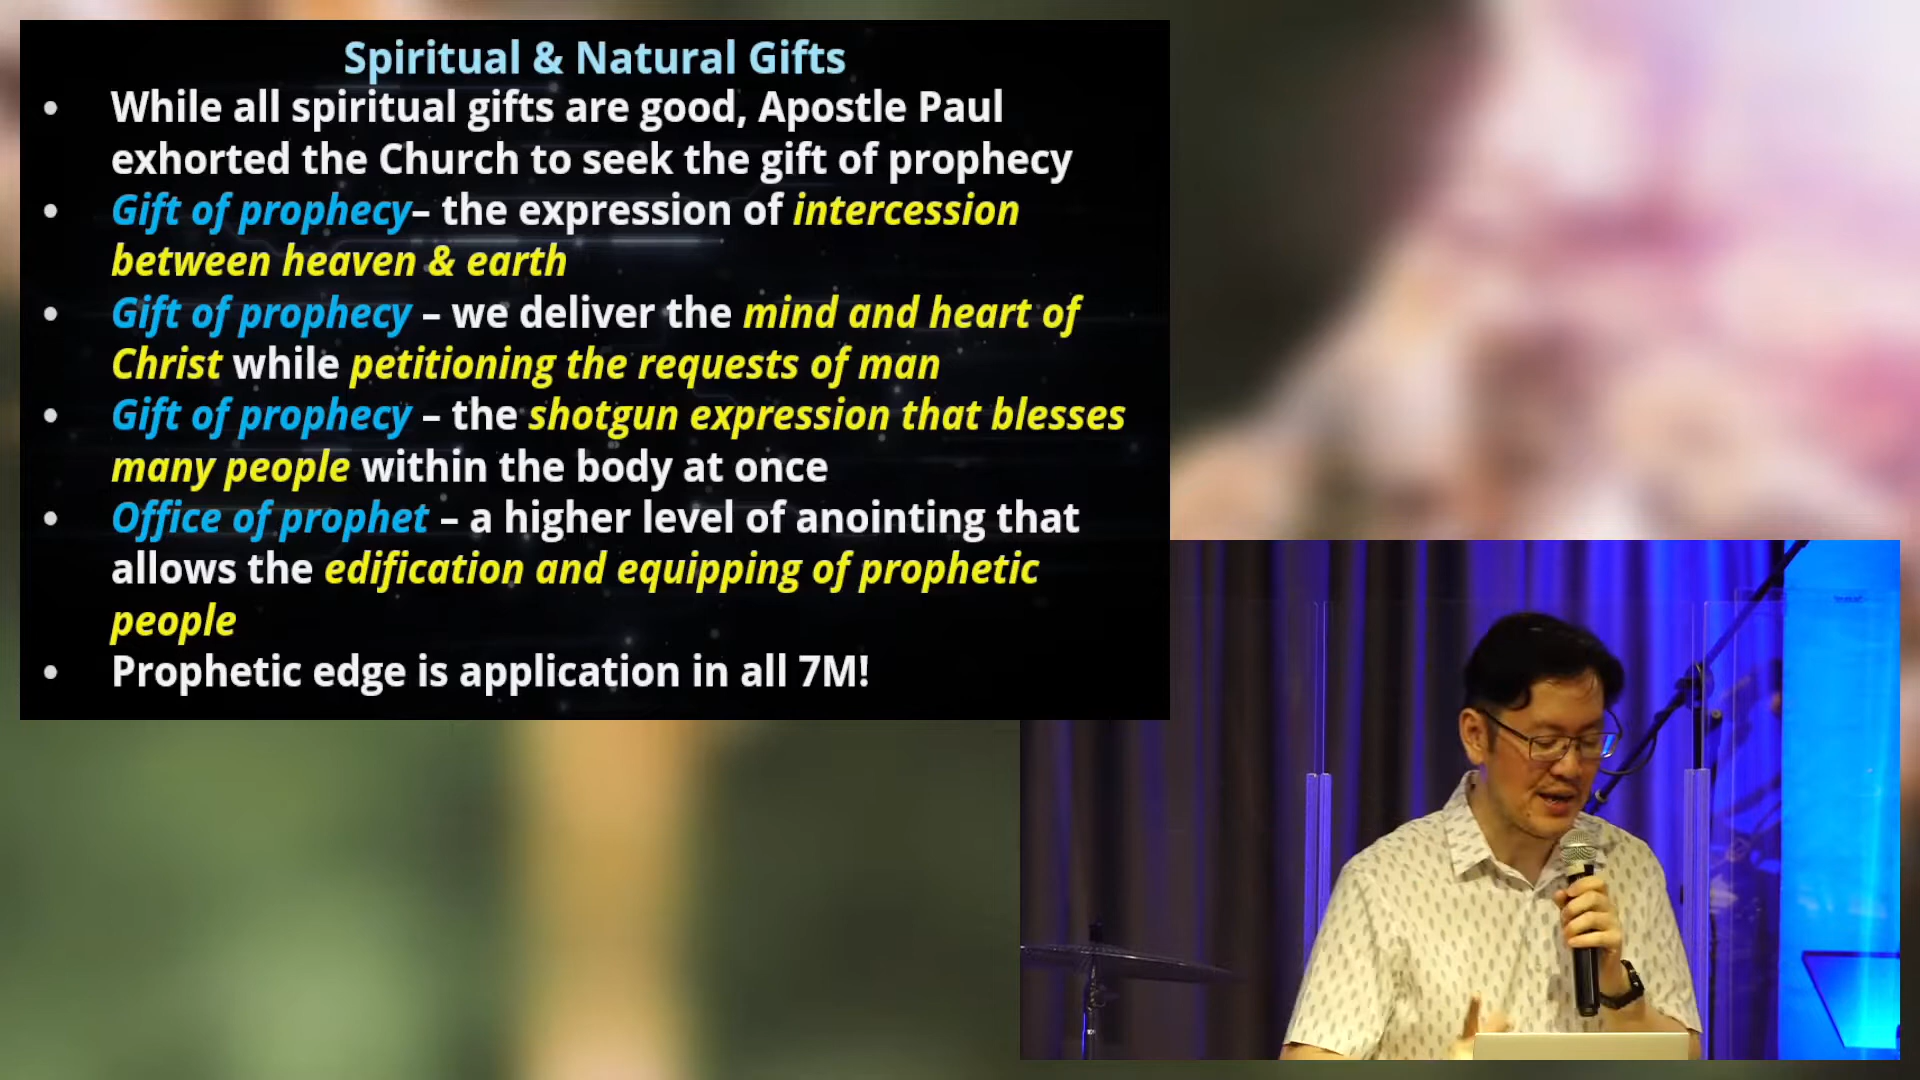 Spiritual & Natural Gifts
• While all spiritual gifts are good, Apostle Paul
exhorted the Church to seek the gift of prophecy
• Gift of prophecy– the expression of intercession
between heaven & earth
• Gift of prophecy – we deliver the mind and heart of
Christ while petitioning the requests of man
• Gift of prophecy – the shotgun expression that blesses
many people within the body at once
• Office of prophet – a higher level of anointing that
allows the edification and equipping of prophetic
people
• Prophetic edge is application in all 7M!